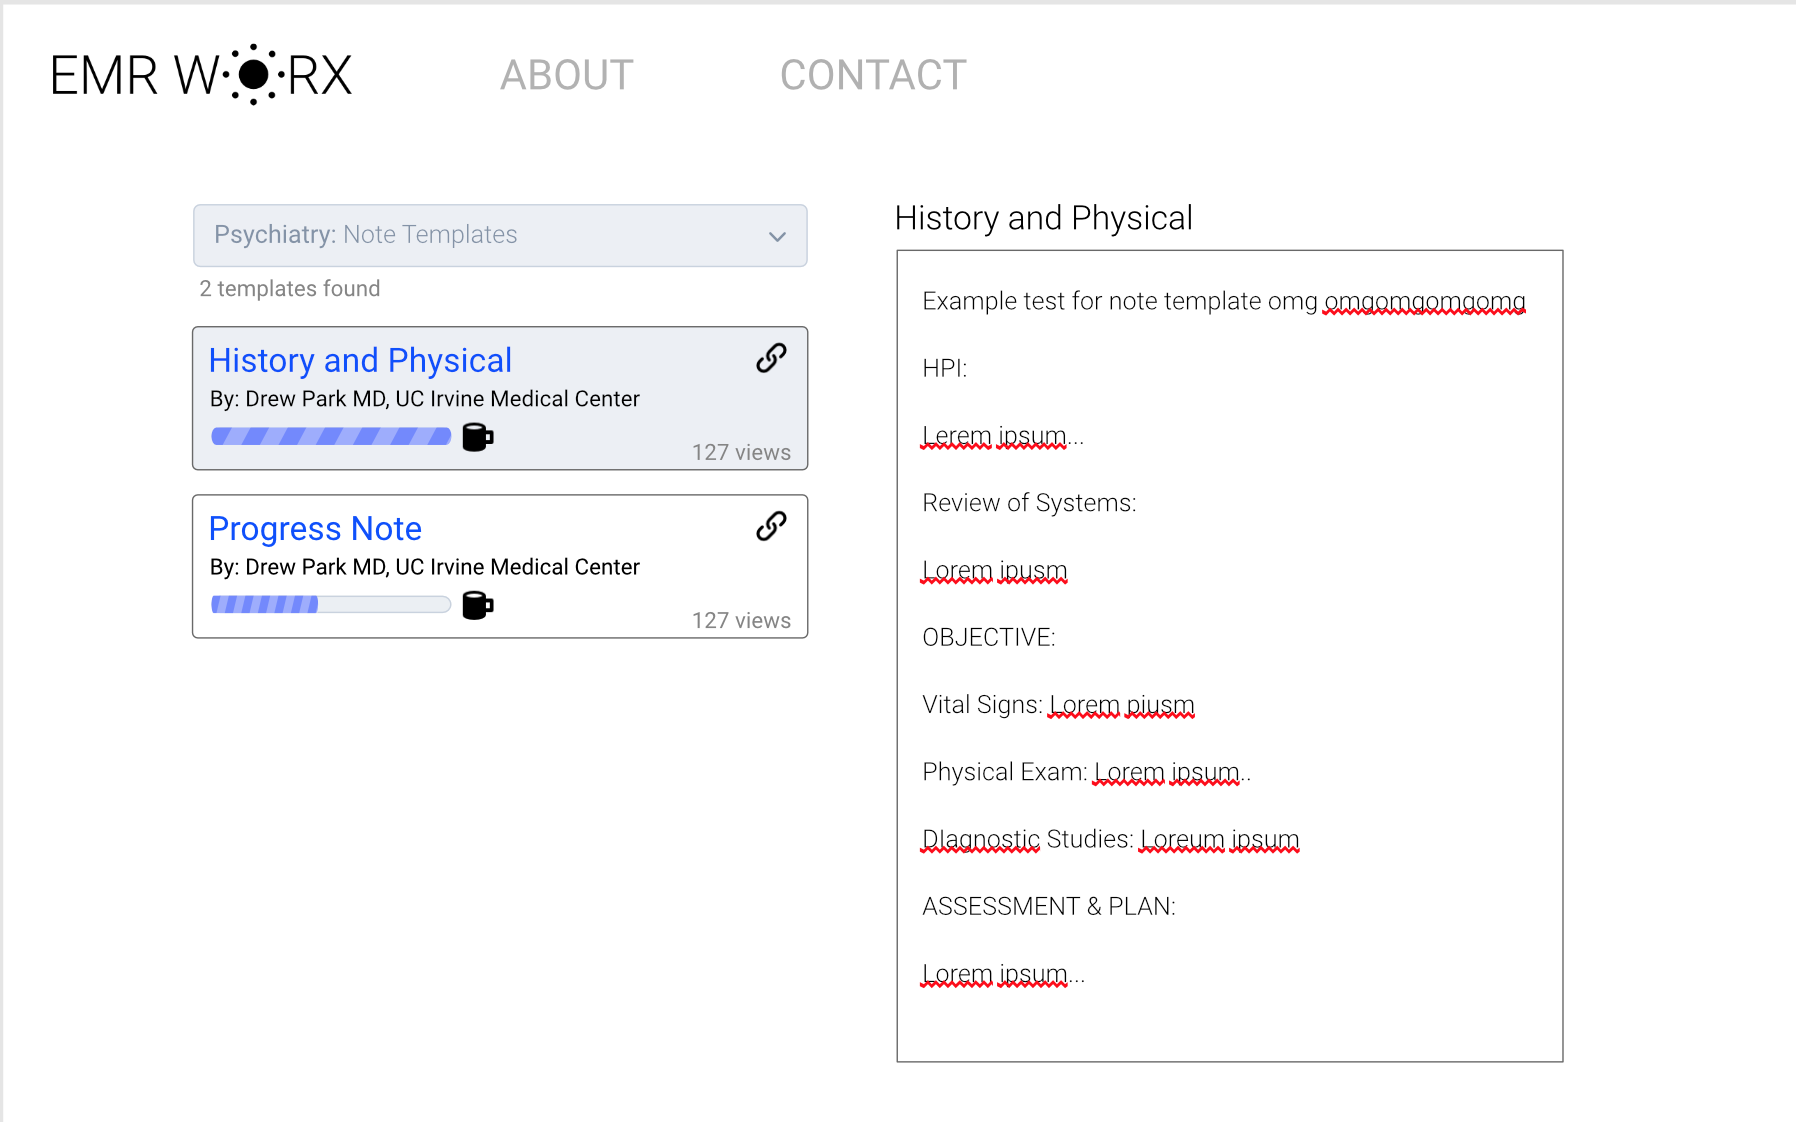 EMR WORX
ABOUT
CONTACT
Psychiatry: Note Templates
2 templates found
History and Physical
By: Drew Park MD, UC Irvine Medical Center
127 views
Progress Note
By: Drew Park MD, UC Irvine Medical Center
127 views
History and Physical
Example test for note template omg omgomgomgomg
HPI:
Lerem ipsum...
Review of Systems:
Lorem ipusm
OBJECTIVE:
Vital Signs: Lorem piusm
Physical Exam: Lorem ipsum..
DIagnostic Studies: Loreum ipsum
ASSESSMENT & PLAN:
Lorem ipsum...